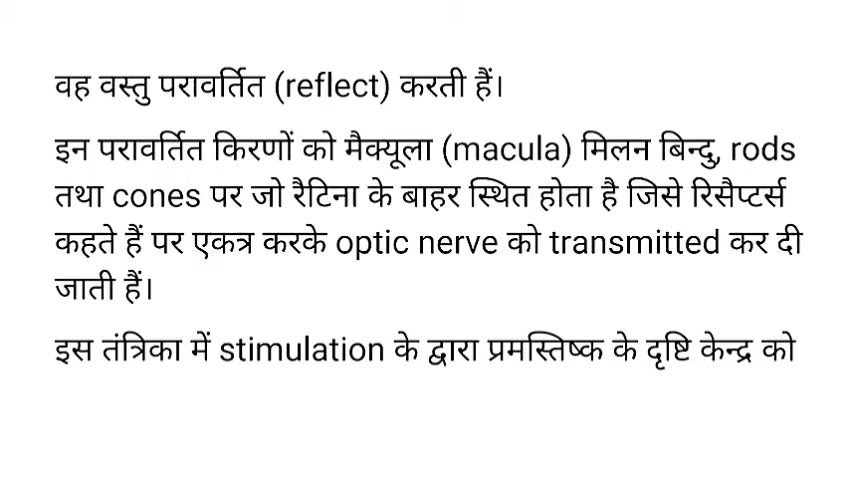 वह वस्तु परावर्तित (reflect) करती हैं।
इन परावर्तित किरणों को मैक्यूला (macula) मिलन बिन्दु, rods
तथा cones पर जो रैटिना के बाहर स्थित होता है जिसे रिसैप्टर्स
कहते हैं पर एकत्र करके optic nerve को transmitted कर दी
जाती हैं।
इस तंत्रिका में stimulation के द्वारा प्रमस्तिष्क के दृष्टि केन्द्र को